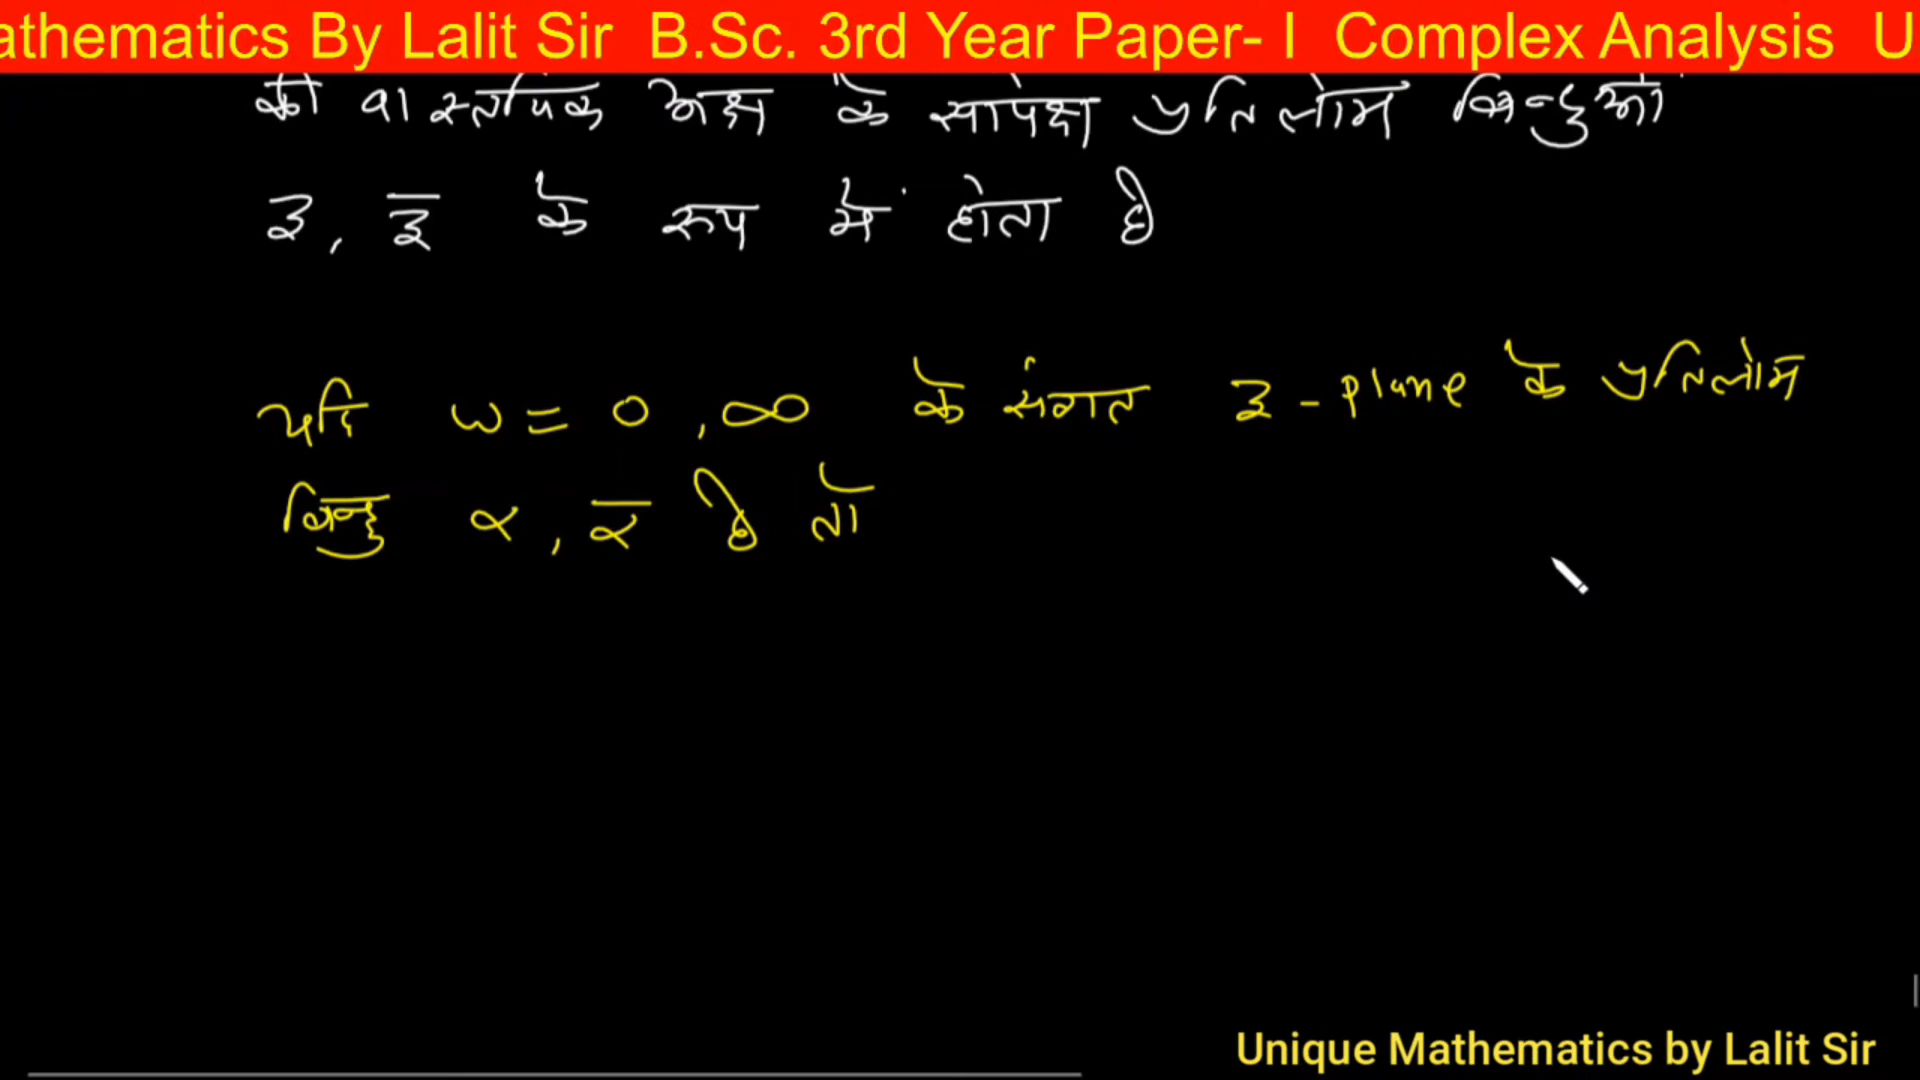 athematics By Lalit Sir B.Sc. 3rd Year Paper- I Complex Analysis U
की वास्तविक अक्ष के सापेक्ष प्रतिलोम बिन्दुओं
z, z̅ के रूप में होता है
यदि w = 0, ∞ के संगत z - plane के प्रतिलोम
बिन्दु α, α̅ है तो
Unique Mathematics by Lalit Sir